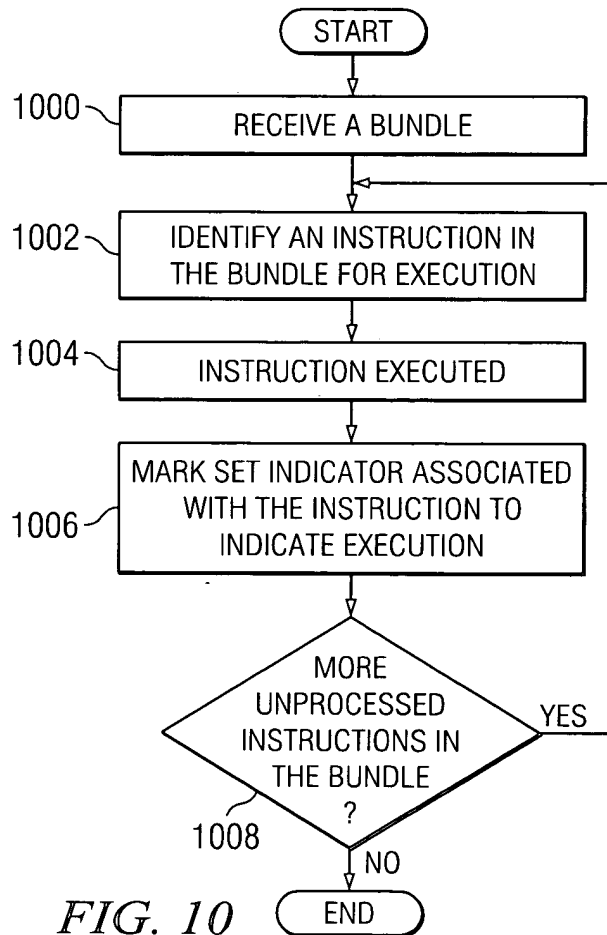 START
1000
RECEIVE A BUNDLE
1002
IDENTIFY AN INSTRUCTION IN
THE BUNDLE FOR EXECUTION
1004
INSTRUCTION EXECUTED
MARK SET INDICATOR ASSOCIATED
WITH THE INSTRUCTION TO
INDICATE EXECUTION
1006
MORE
UNPROCESSED
INSTRUCTIONS IN
THE BUNDLE
?
YES
1008
NO
FIG. 10
END